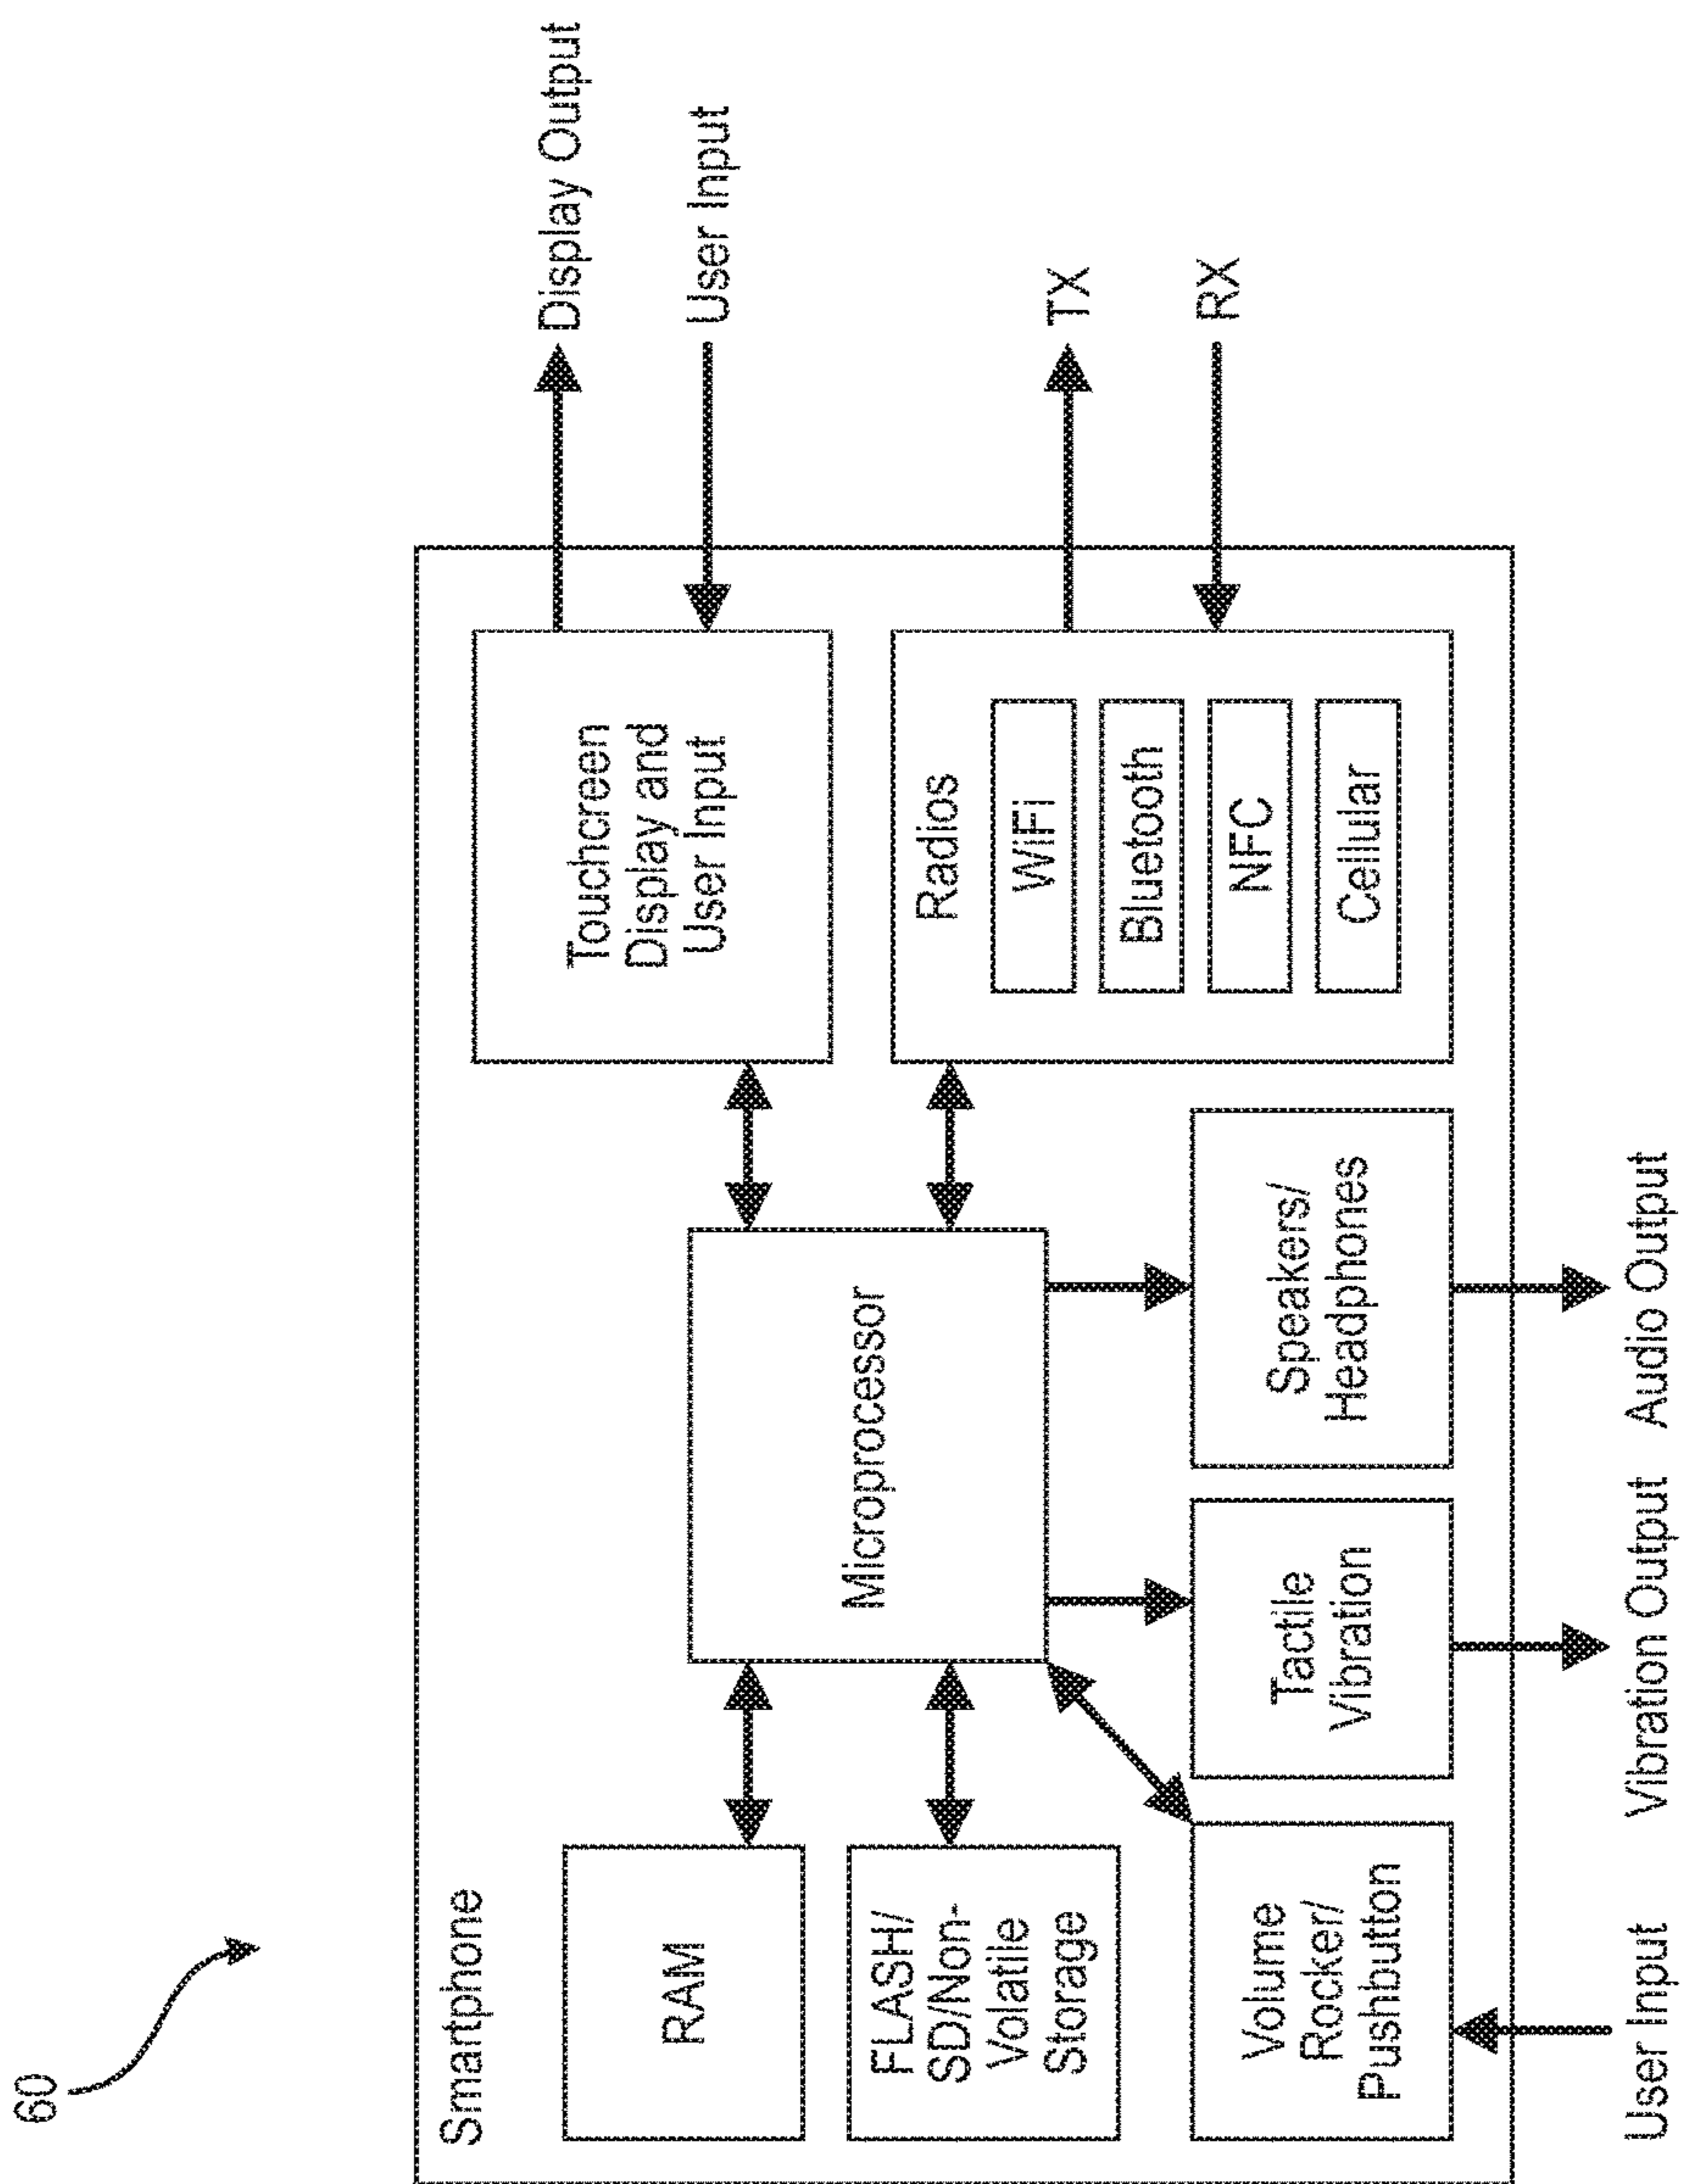 60
Smartphone
RAM
FLASH/
SD/Non-
Volatile
Storage
Volume
Rocker/
Pushbutton
Microprocessor
Tactile
Vibration
Speakers/
Headphones
Touchcreen
Display and
User Input
Radios
WiFi
Bluetooth
NFC
Cellular
Display Output
User Input
TX
RX
User Input
Vibration Output
Audio Output